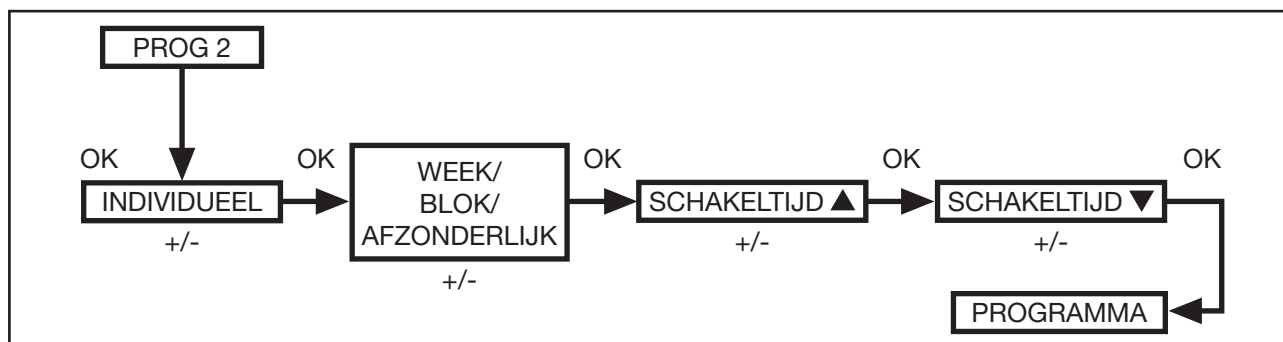 PROG 2
OK
INDIVIDUEEL
+/-
OK
WEEK/
BLOK/
AFZONDERLIJK
+/-
OK
SCHAKELTIJD ▲
+/-
OK
SCHAKELTIJD ▼
+/-
OK
PROGRAMMA